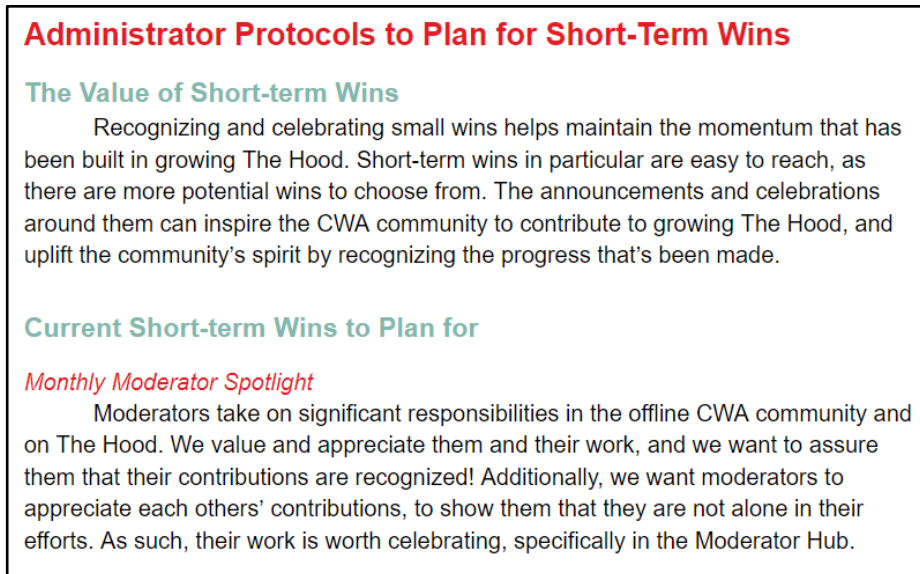 Administrator Protocols to Plan for Short-Term Wins
The Value of Short-term Wins
Recognizing and celebrating small wins helps maintain the momentum that has
been built in growing The Hood. Short-term wins in particular are easy to reach, as
there are more potential wins to choose from. The announcements and celebrations
around them can inspire the CWA community to contribute to growing The Hood, and
uplift the community's spirit by recognizing the progress that's been made.
Current Short-term Wins to Plan for
Monthly Moderator Spotlight
Moderators take on significant responsibilities in the offline CWA community and
on The Hood. We value and appreciate them and their work, and we want to assure
them that their contributions are recognized! Additionally, we want moderators to
appreciate each others' contributions, to show them that they are not alone in their
efforts. As such, their work is worth celebrating, specifically in the Moderator Hub.